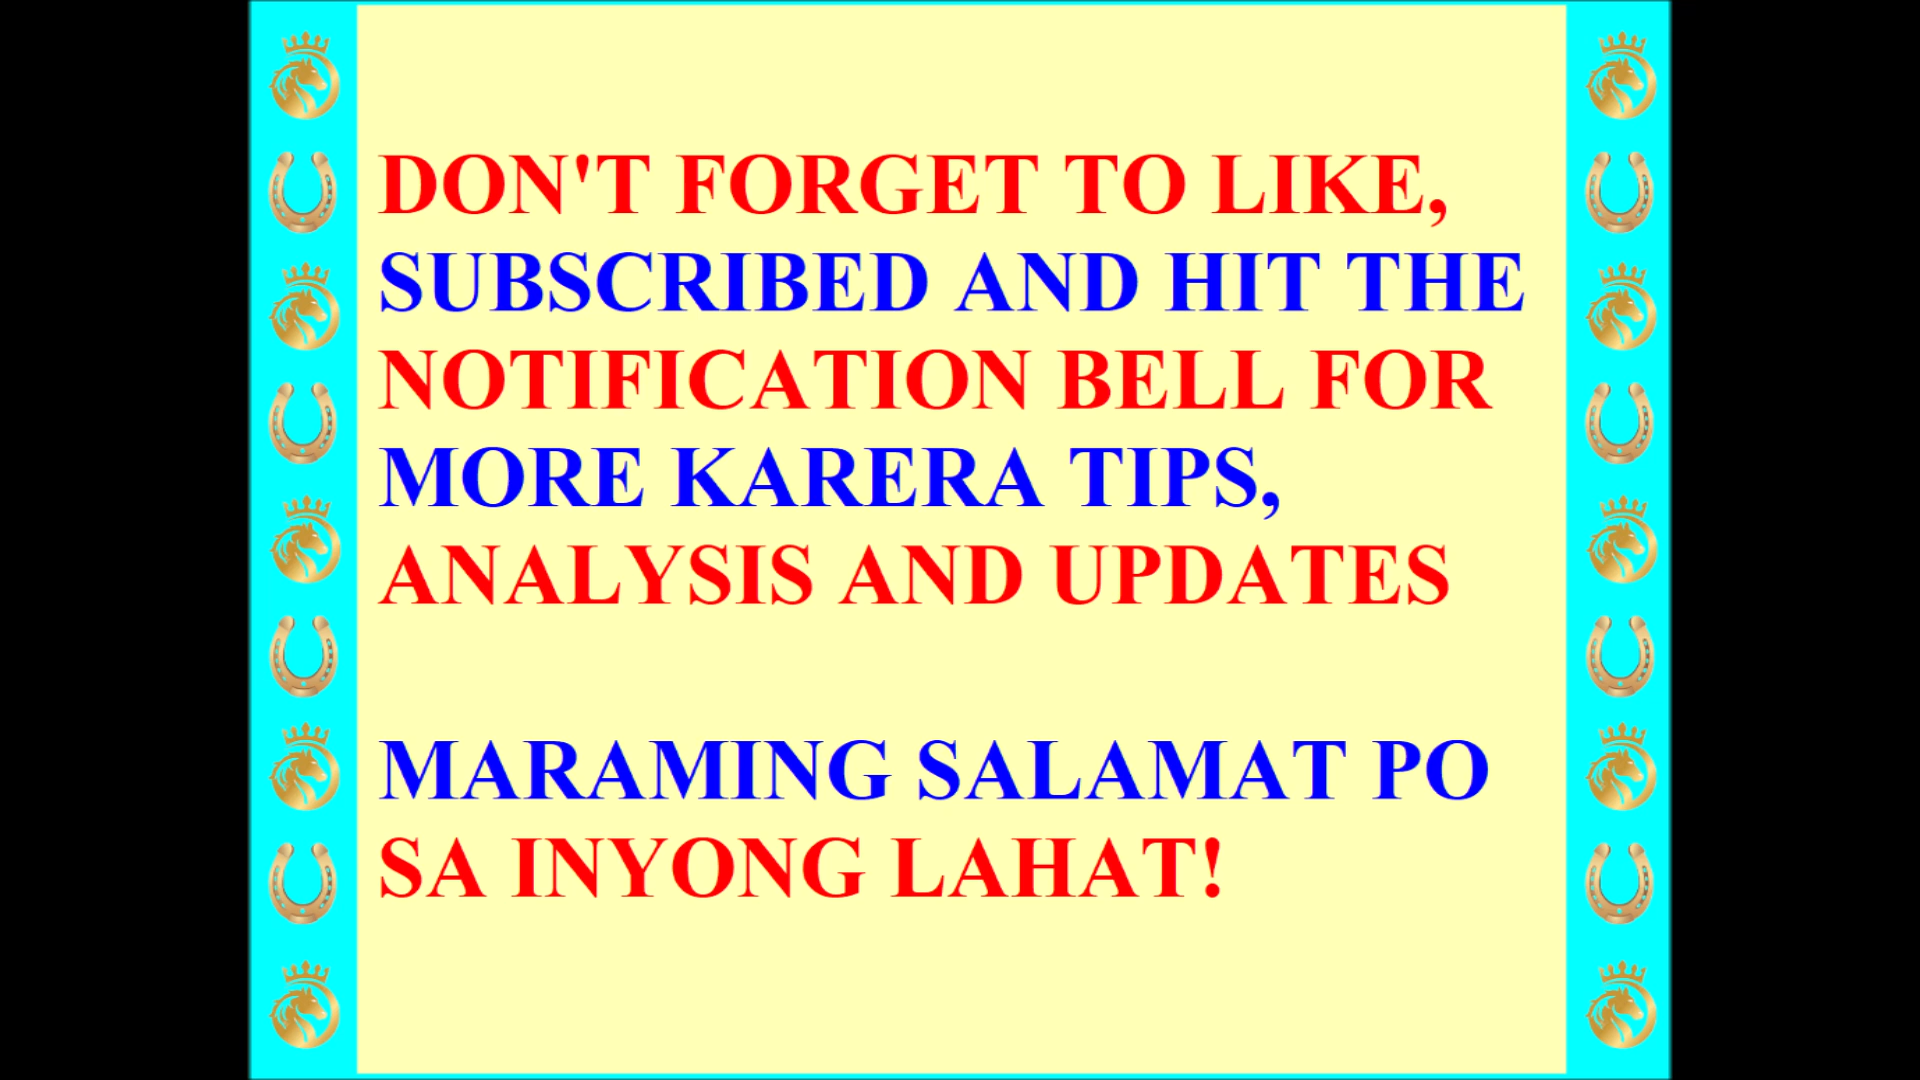 DON'T FORGET TO LIKE,
SUBSCRIBED AND HIT THE
NOTIFICATION BELL FOR
MORE KARERA TIPS,
ANALYSIS AND UPDATES
MARAMING SALAMAT PO
SA INYONG LAHAT!